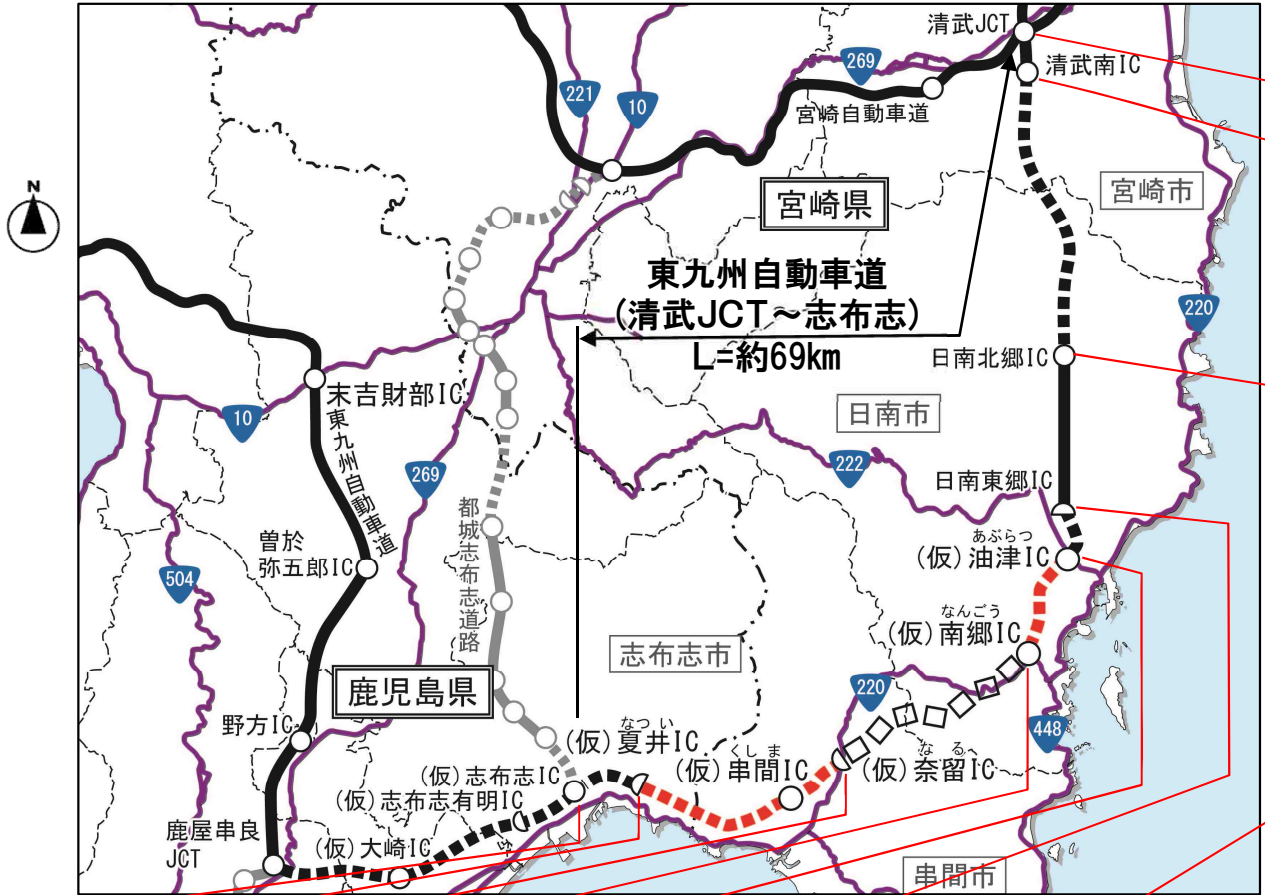 清武JCT
269
清武南IC
221
10
宮崎自動車道
N
宮崎県
宮崎市
東九州自動車道
(清武JCT～志布志)
L=約69km
220
日南北郷IC
末吉財部IC
10
日南市
東九州自動車道
269
222
日南東郷IC
都城志布志道路
あぶらつ
(仮)油津IC
曽於
弥五郎IC
504
なんごう
(仮)南郷IC
志布志市
鹿児島県
220
野方IC
なつい
(仮)夏井IC
448
くしま
(仮)串間IC
なる
(仮)奈留IC
(仮)志布志IC
(仮)志布志有明IC
鹿屋串良
JCT
(仮)大崎IC
串間市